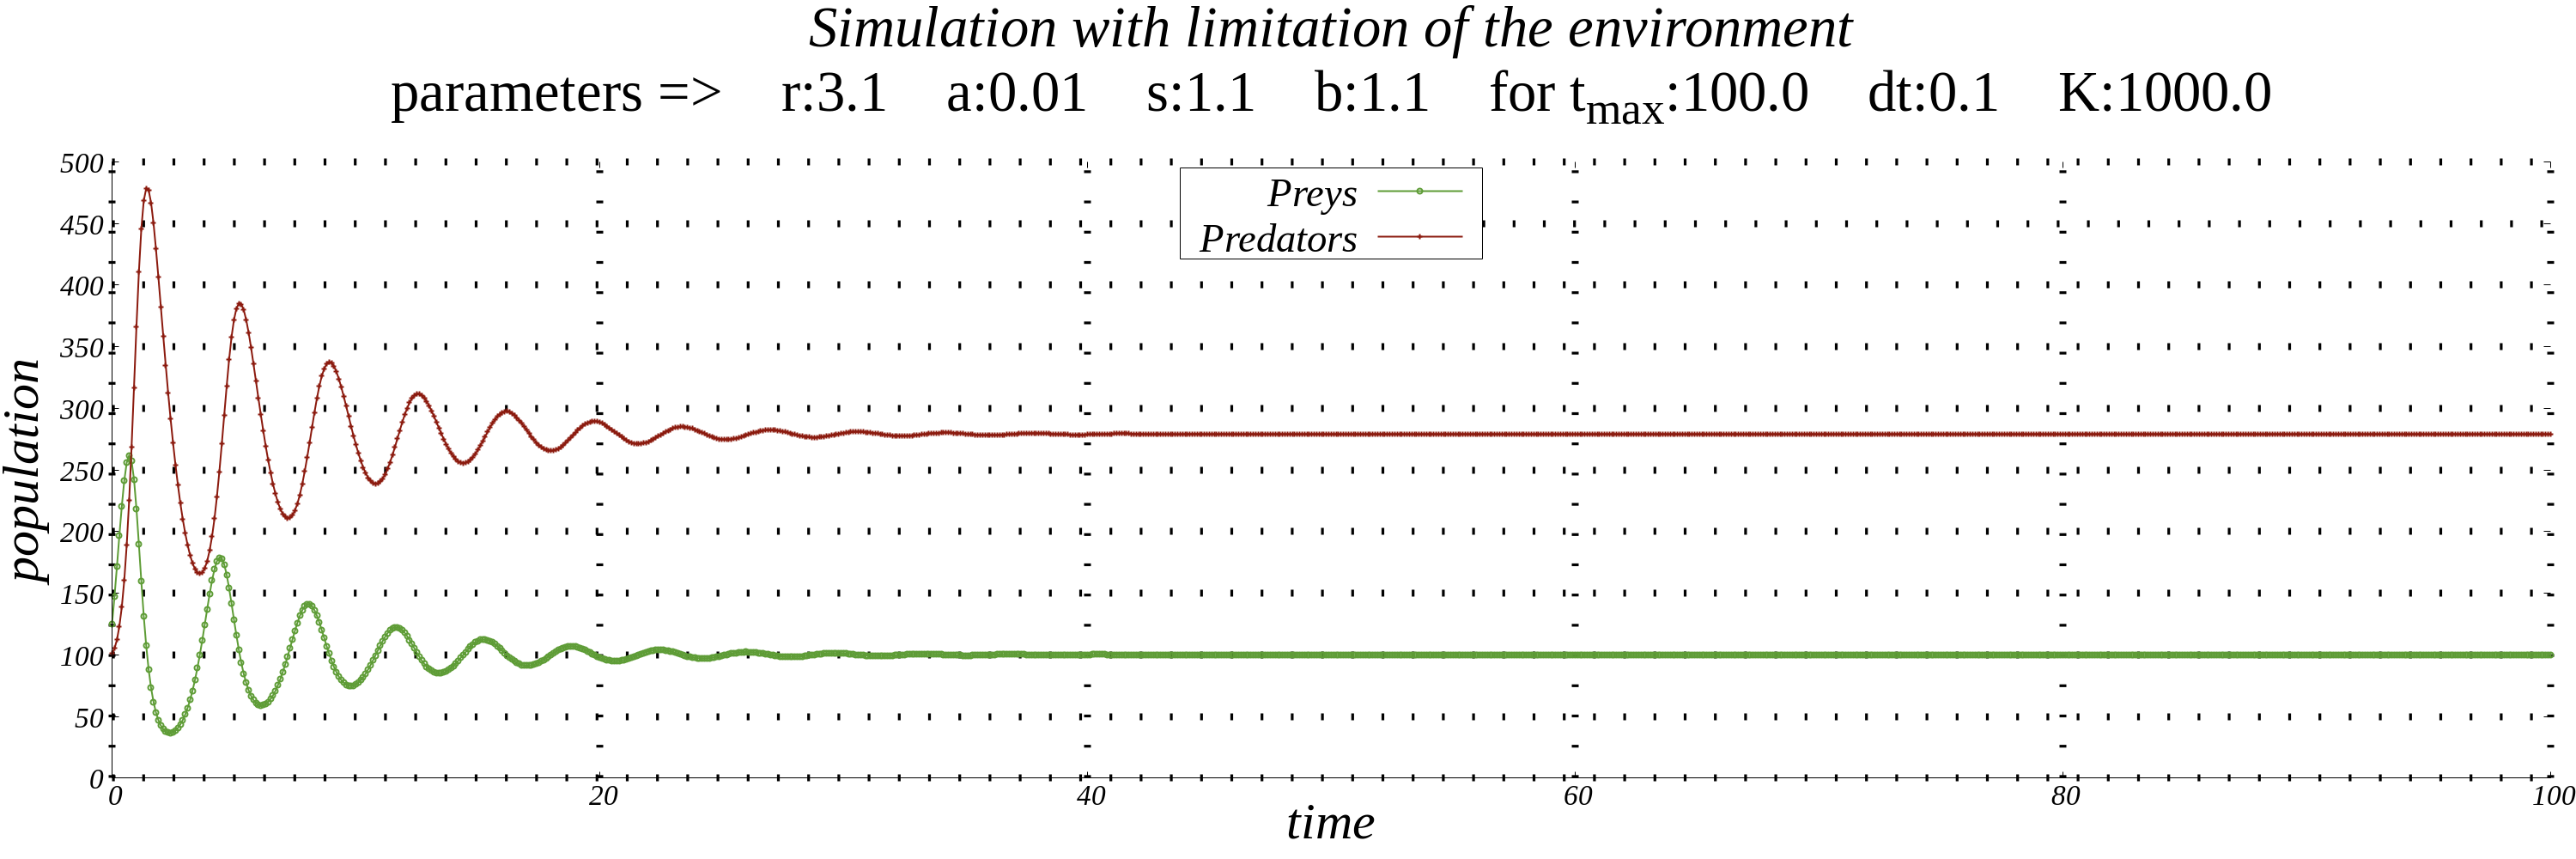 Simulation with limitation of the environment
parameters => r:3.1 a:0.01 s:1.1 b:1.1 for tmax:100.0 dt:0.1 K:1000.0
500
450
400
350
300
250
200
150
100
50
0
population
Preys
Predators
0 20 40 60 80 100
time